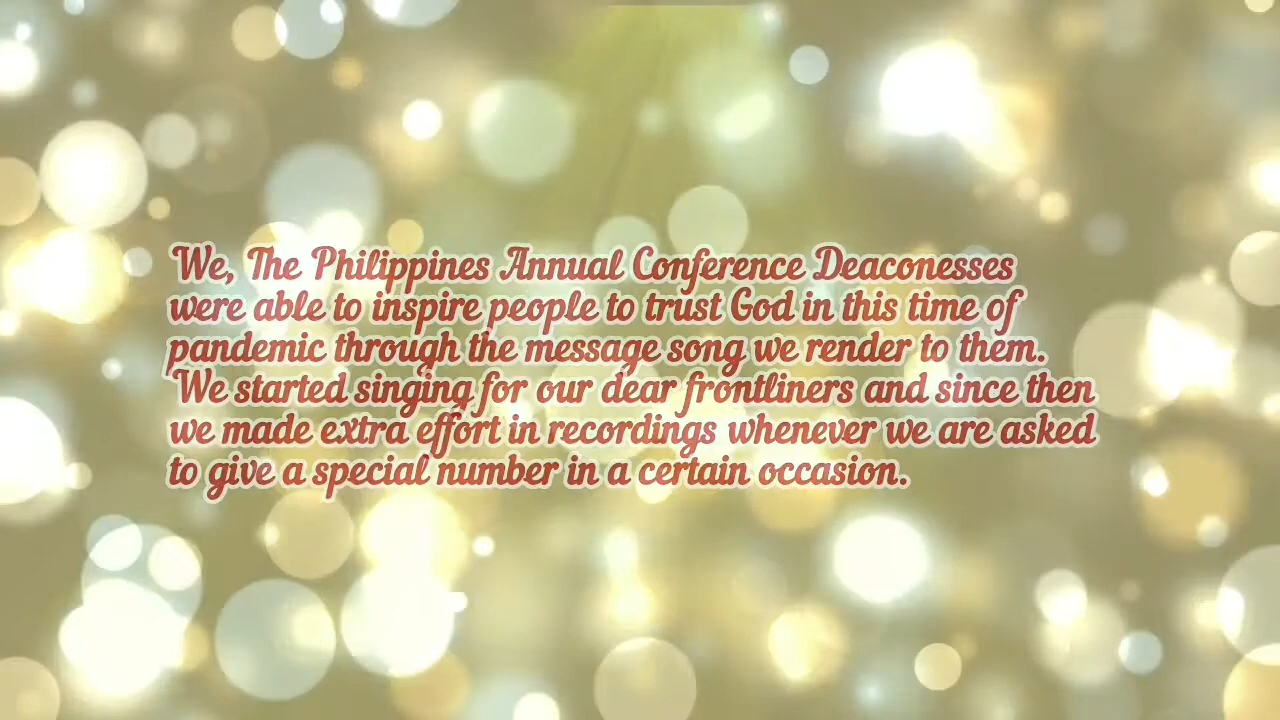 We, The Philippines Annual Conference Deaconesses
were able to inspire people to trust God in this time of
pandemic through the message song we render to them.
We started singing for our dear frontliners and since then
we made extra effort in recordings whenever we are asked
to give a special number in a certain occasion.